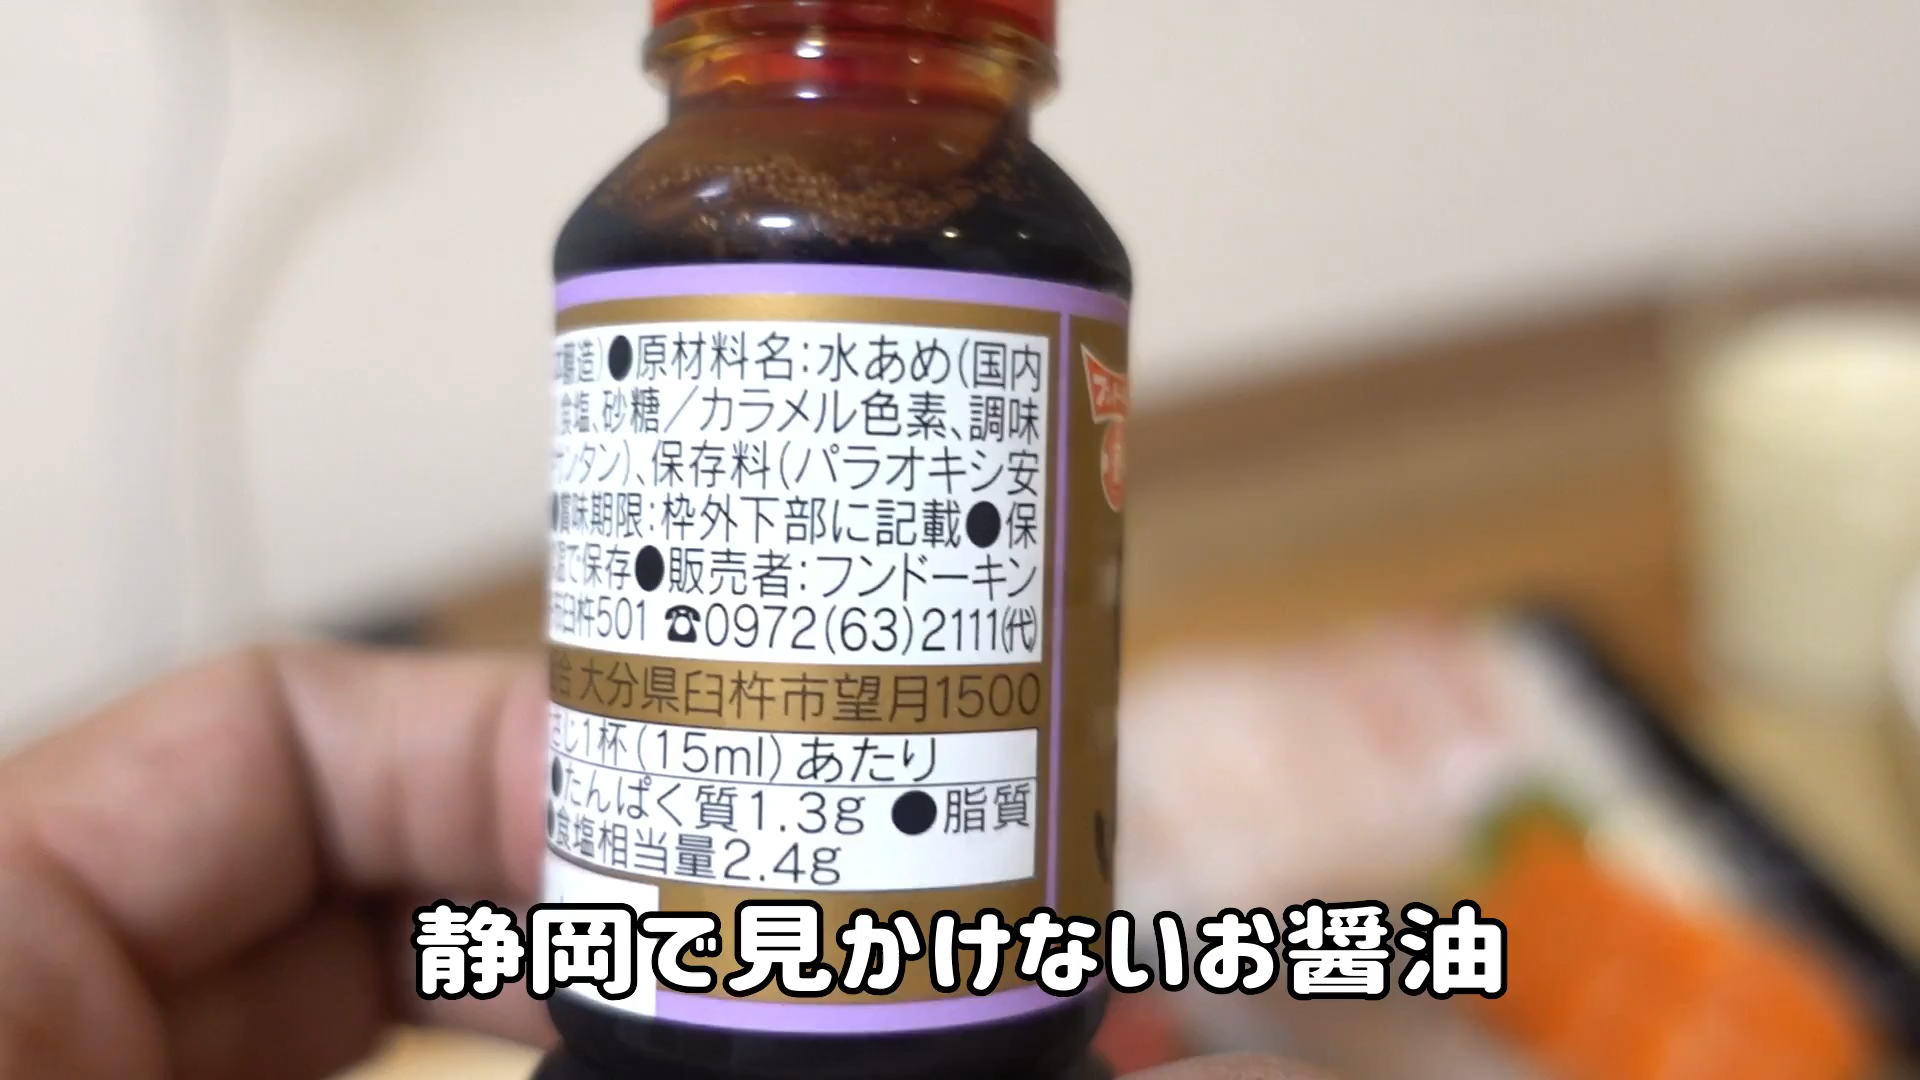 醸造)●原材料名:水あめ(国内
食塩、砂糖/カラメル色素、調味
ンタン)、保存料(パラオキシ安
●賞味期限:枠外下部に記載●保
温で保存●販売者:フンドーキン
市臼杵501 ☎0972(63)2111(代)
合 大分県臼杵市望月1500
さじ1杯(15ml)あたり
●たんぱく質1.3g ●脂質
●食塩相当量2.4g
静岡で見かけないお醤油